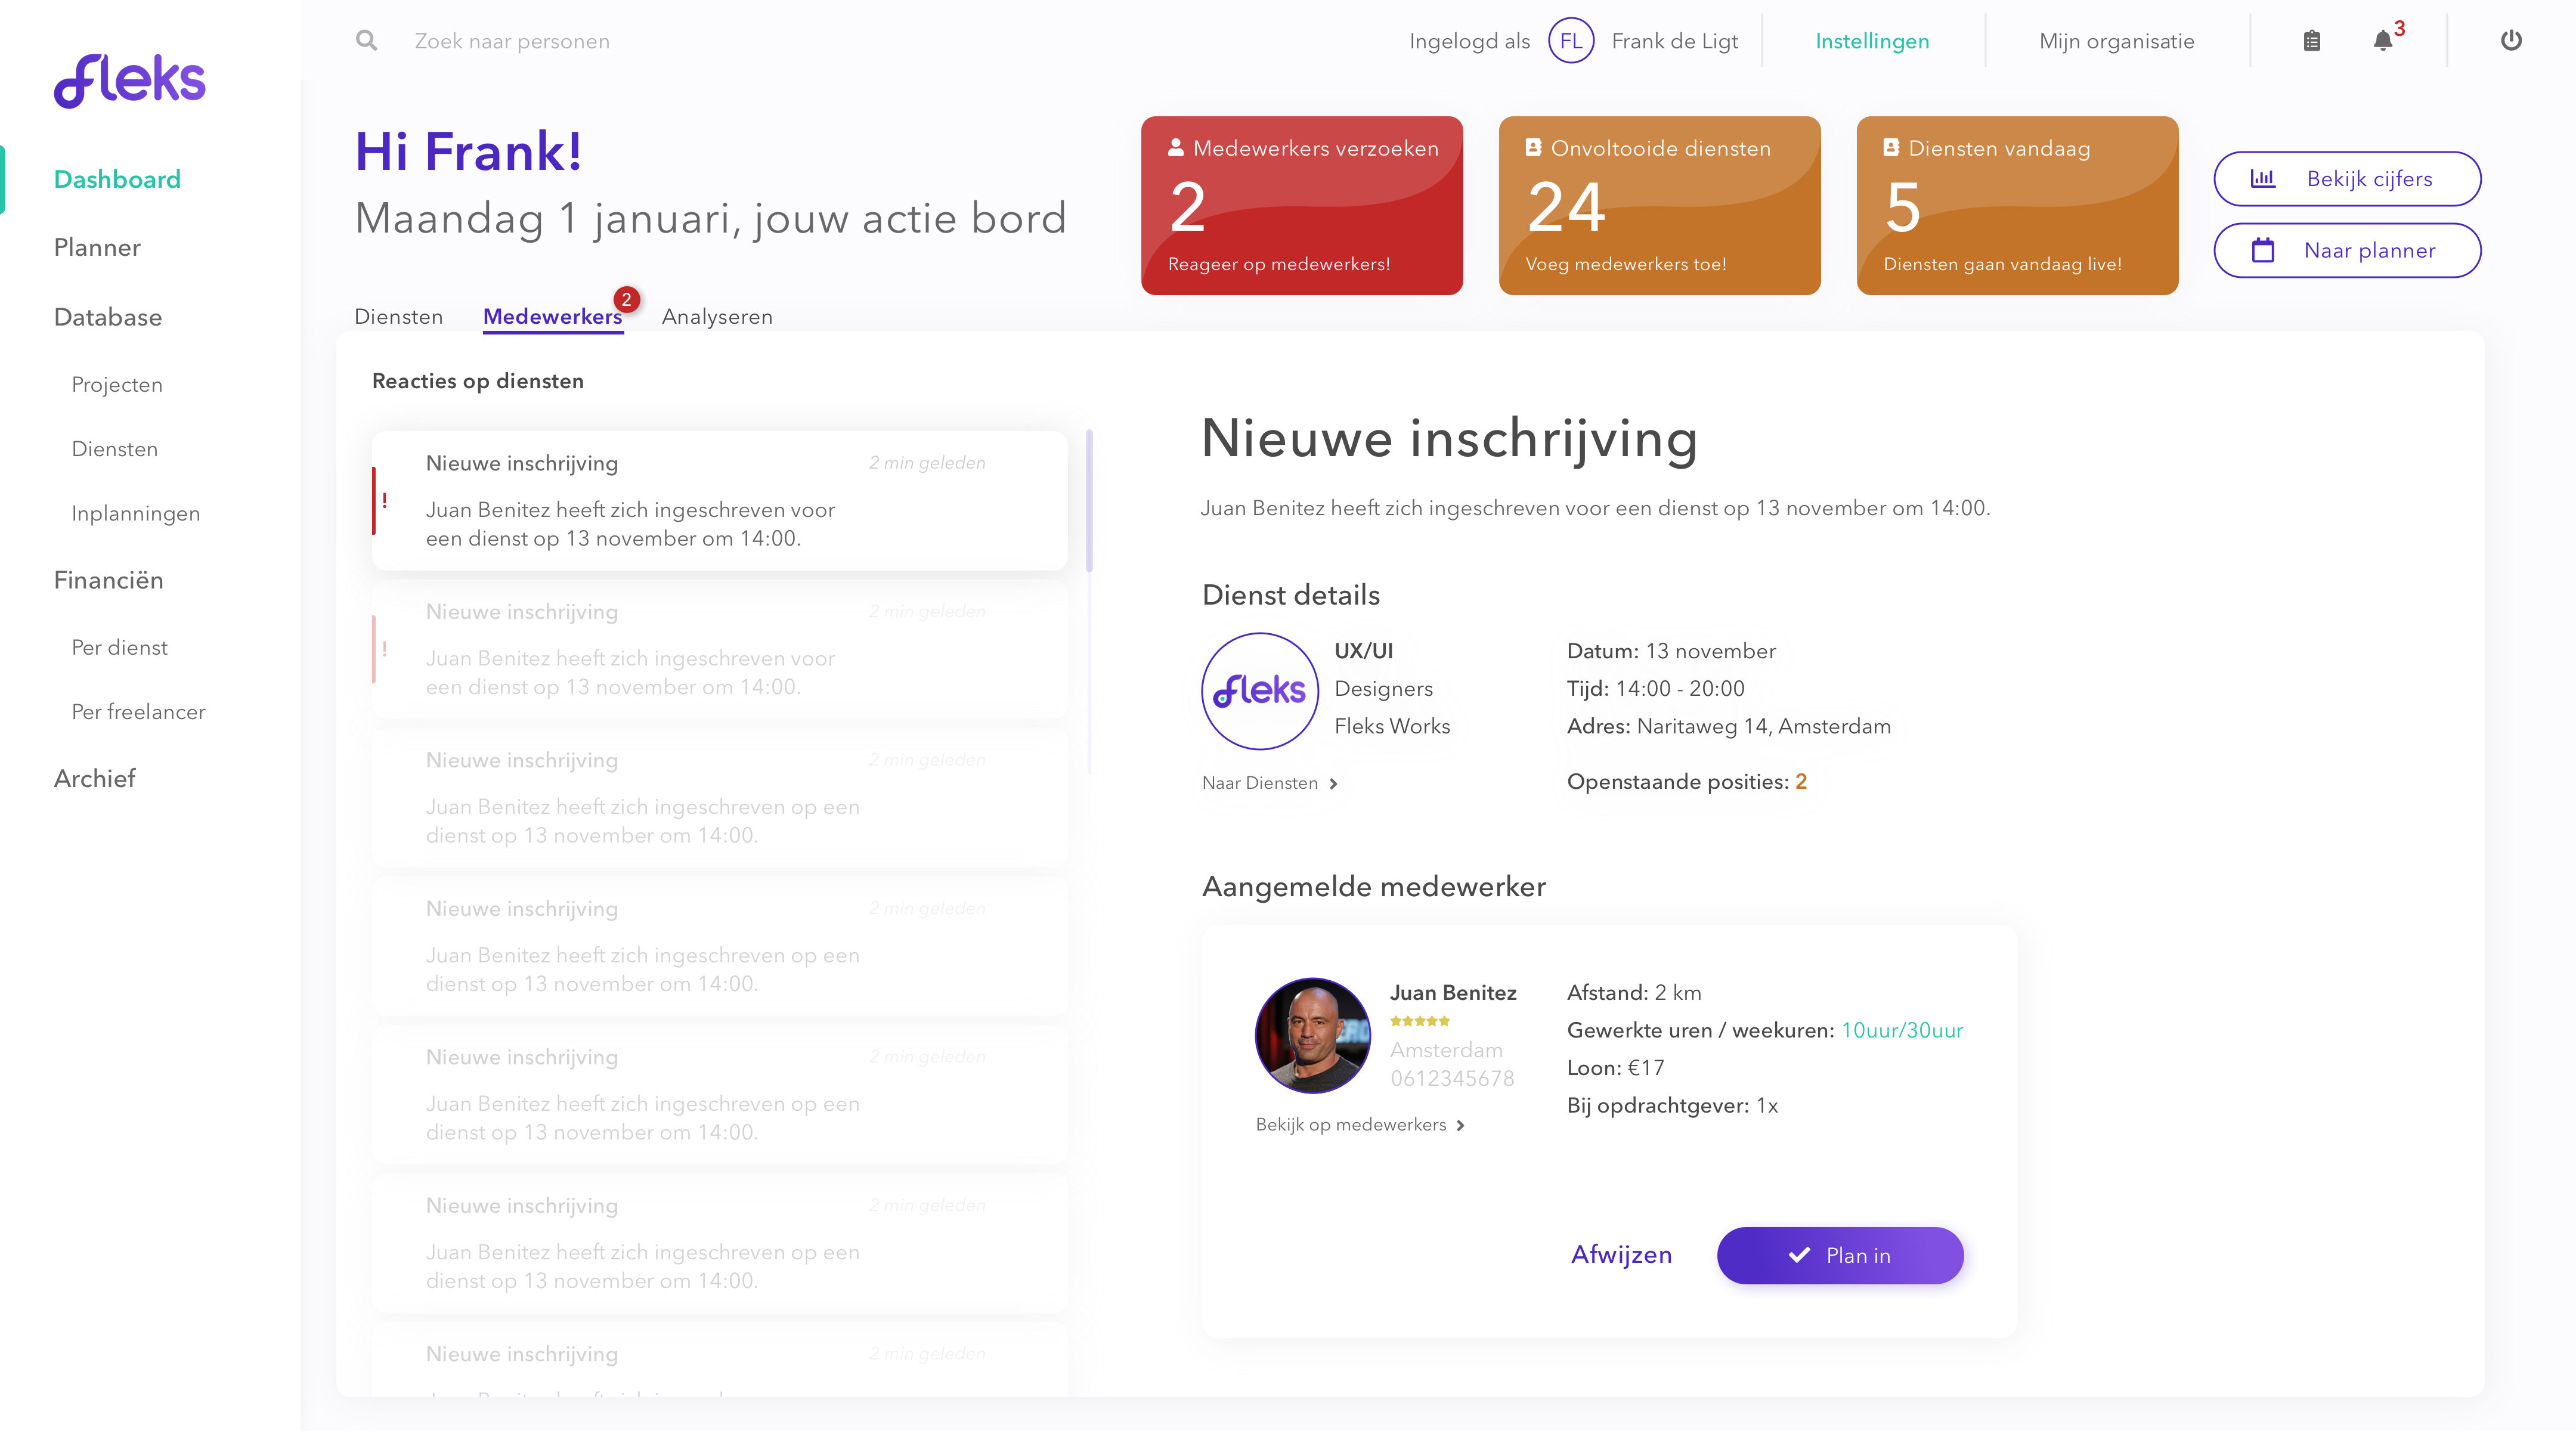 fleks
Dashboard
Planner
Database
Projecten
Diensten
Inplanningen
Financiën
Per dienst
Per freelancer
Archief
Zoek naar personen
Ingelogd als
FL
Frank de Ligt
Instellingen
Mijn organisatie
3
Hi Frank!
Maandag 1 januari, jouw actie bord
Medewerkers verzoeken
2
Reageer op medewerkers!
Onvoltooide diensten
24
Voeg medewerkers toe!
Diensten vandaag
5
Diensten gaan vandaag live!
Bekijk cijfers
Naar planner
Diensten
Medewerkers
2
Analyseren
Reacties op diensten
Nieuwe inschrijving
2 min geleden
!
Juan Benitez heeft zich ingeschreven voor
een dienst op 13 november om 14:00.
Nieuwe inschrijving
2 min geleden
!
Juan Benitez heeft zich ingeschreven voor
een dienst op 13 november om 14:00.
Nieuwe inschrijving
2 min geleden
Juan Benitez heeft zich ingeschreven op een
dienst op 13 november om 14:00.
Nieuwe inschrijving
2 min geleden
Juan Benitez heeft zich ingeschreven op een
dienst op 13 november om 14:00.
Nieuwe inschrijving
2 min geleden
Juan Benitez heeft zich ingeschreven op een
dienst op 13 november om 14:00.
Nieuwe inschrijving
2 min geleden
Juan Benitez heeft zich ingeschreven op een
dienst op 13 november om 14:00.
Nieuwe inschrijving
2 min geleden
Nieuwe inschrijving
Juan Benitez heeft zich ingeschreven voor een dienst op 13 november om 14:00.
Dienst details
fleks
UX/UI
Designers
Fleks Works
Naar Diensten
Datum: 13 november
Tijd: 14:00 - 20:00
Adres: Naritaweg 14, Amsterdam
Openstaande posities: 2
Aangemelde medewerker
Juan Benitez
Amsterdam
0612345678
Bekijk op medewerkers
Afstand: 2 km
Gewerkte uren / weekuren: 10uur/30uur
Loon: €17
Bij opdrachtgever: 1x
Afwijzen
Plan in